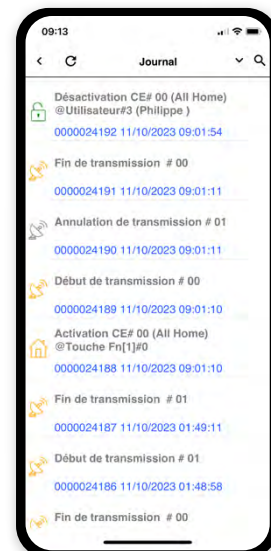 09:13
Journal
Désactivation CE# 00 (All Home)
@Utilisateur#3 (Philippe )
0000024192 11/10/2023 09:01:54
Fin de transmission # 00
0000024191 11/10/2023 09:01:11
Annulation de transmission # 01
0000024190 11/10/2023 09:01:11
Début de transmission # 00
0000024189 11/10/2023 09:01:10
Activation CE# 00 (All Home)
@Touche Fn[1]#0
0000024188 11/10/2023 09:01:10
Fin de transmission # 01
0000024187 11/10/2023 01:49:11
Début de transmission # 01
0000024186 11/10/2023 01:48:58
Fin de transmission # 00